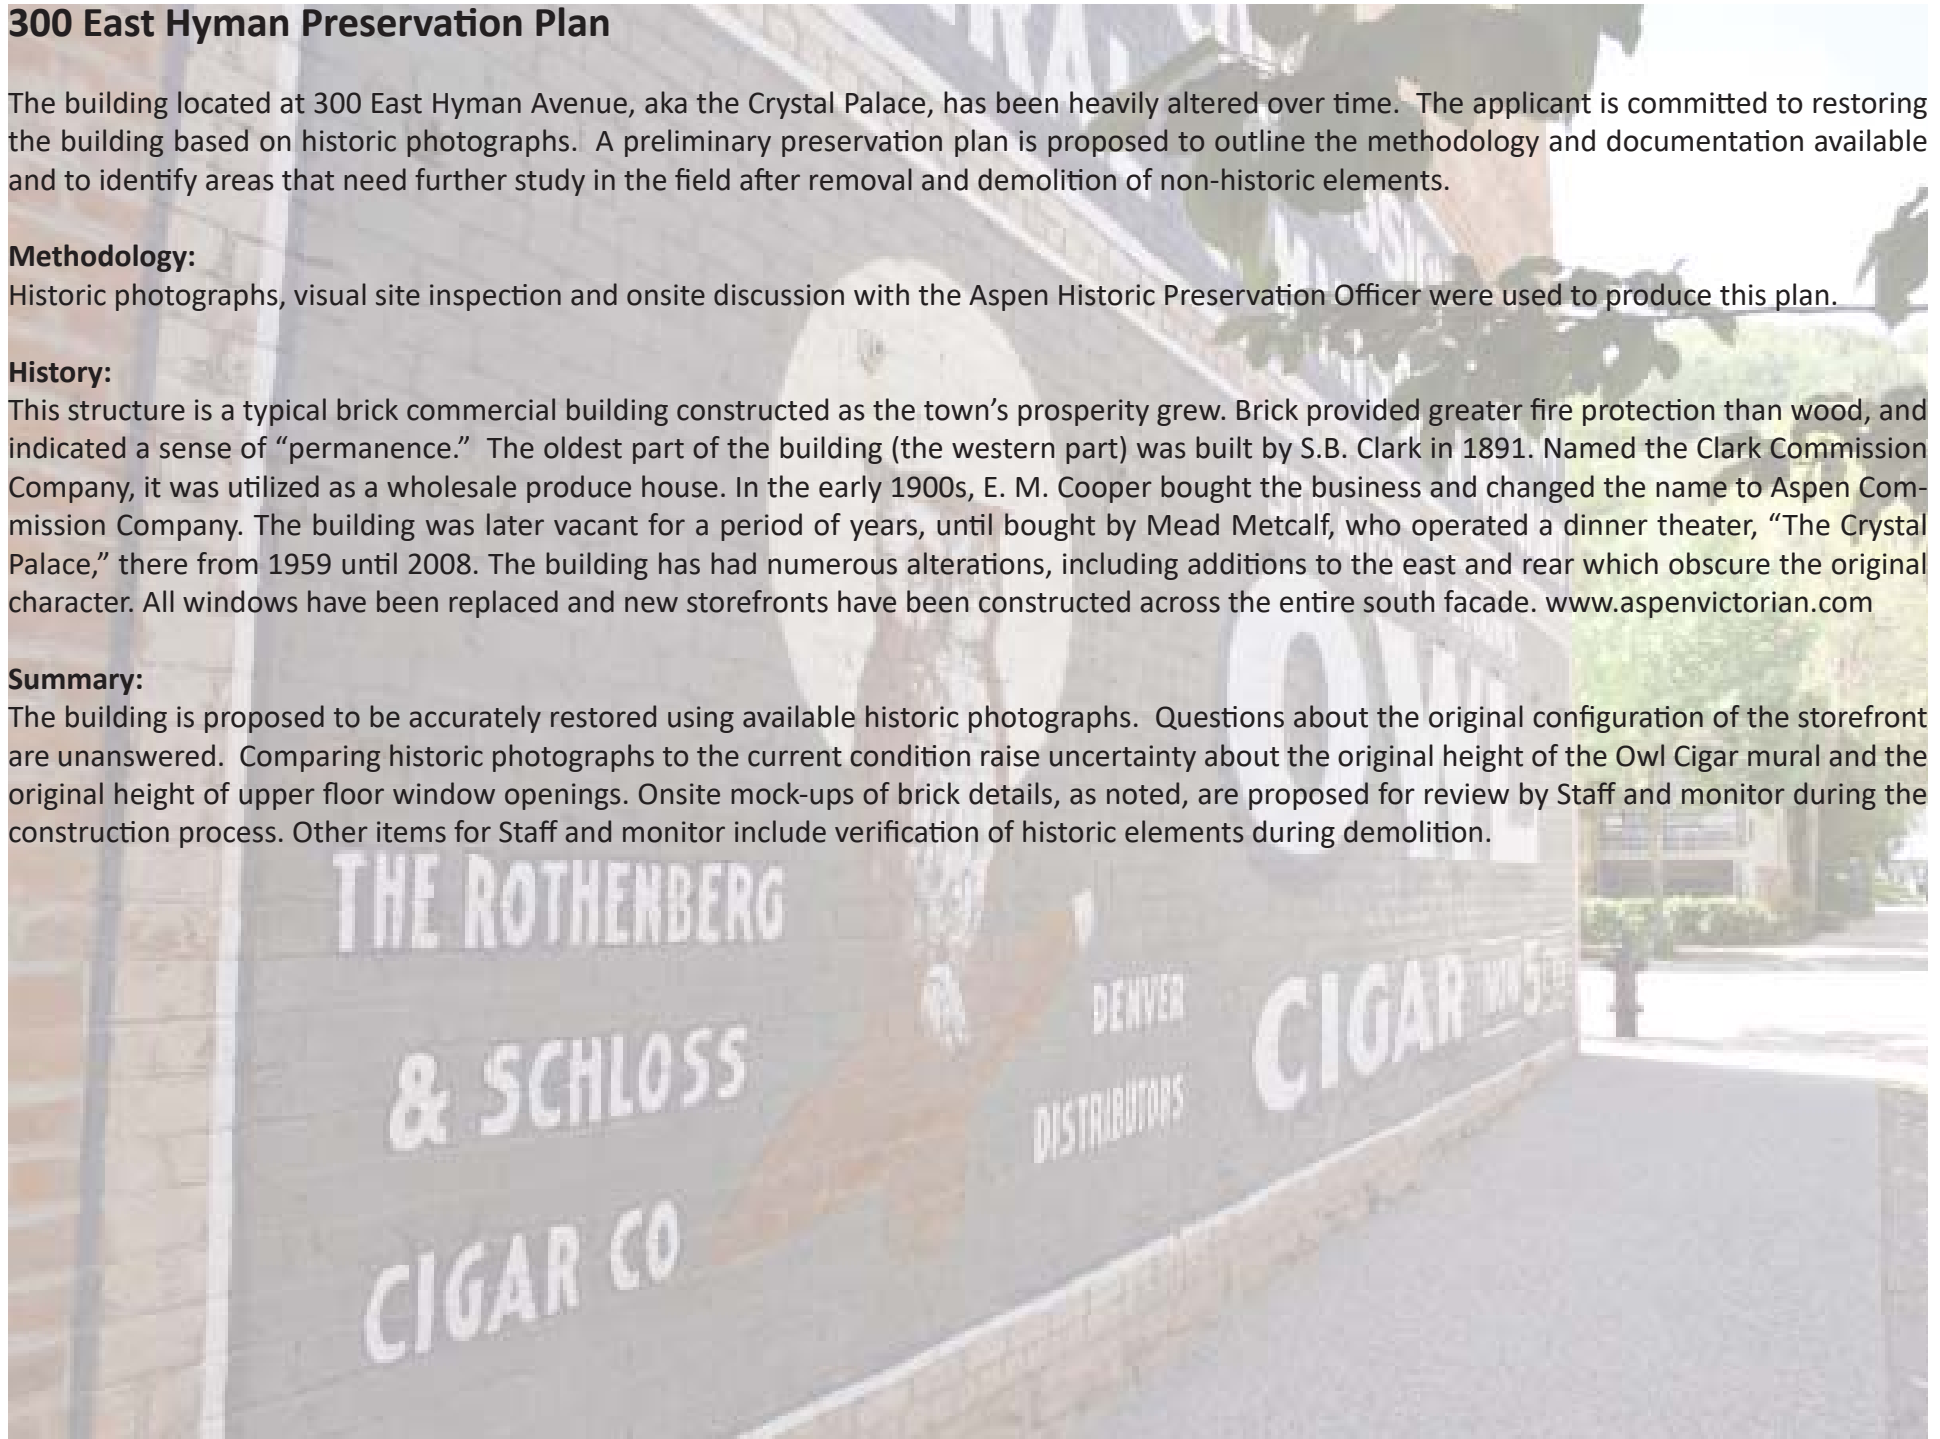 300 East Hyman Preservation Plan
The building located at 300 East Hyman Avenue, aka the Crystal Palace, has been heavily altered over time.  The applicant is committed to restoring
the building based on historic photographs.  A preliminary preservation plan is proposed to outline the methodology and documentation available
and to identify areas that need further study in the field after removal and demolition of non-historic elements.
Methodology:
Historic photographs, visual site inspection and onsite discussion with the Aspen Historic Preservation Officer were used to produce this plan.
History:
This structure is a typical brick commercial building constructed as the town’s prosperity grew. Brick provided greater fire protection than wood, and
indicated a sense of “permanence.”  The oldest part of the building (the western part) was built by S.B. Clark in 1891. Named the Clark Commission
Company, it was utilized as a wholesale produce house. In the early 1900s, E. M. Cooper bought the business and changed the name to Aspen Com-
mission Company. The building was later vacant for a period of years, until bought by Mead Metcalf, who operated a dinner theater, “The Crystal
Palace,” there from 1959 until 2008. The building has had numerous alterations, including additions to the east and rear which obscure the original
character. All windows have been replaced and new storefronts have been constructed across the entire south facade. www.aspenvictorian.com
Summary:
The building is proposed to be accurately restored using available historic photographs.  Questions about the original configuration of the storefront
are unanswered.  Comparing historic photographs to the current condition raise uncertainty about the original height of the Owl Cigar mural and the
original height of upper floor window openings. Onsite mock-ups of brick details, as noted, are proposed for review by Staff and monitor during the
construction process. Other items for Staff and monitor include verification of historic elements during demolition.
OWL
THE ROTHENBERG
& SCHLOSS
CIGAR CO
DENVER
DISTRIBUTORS
CIGAR NOW 5